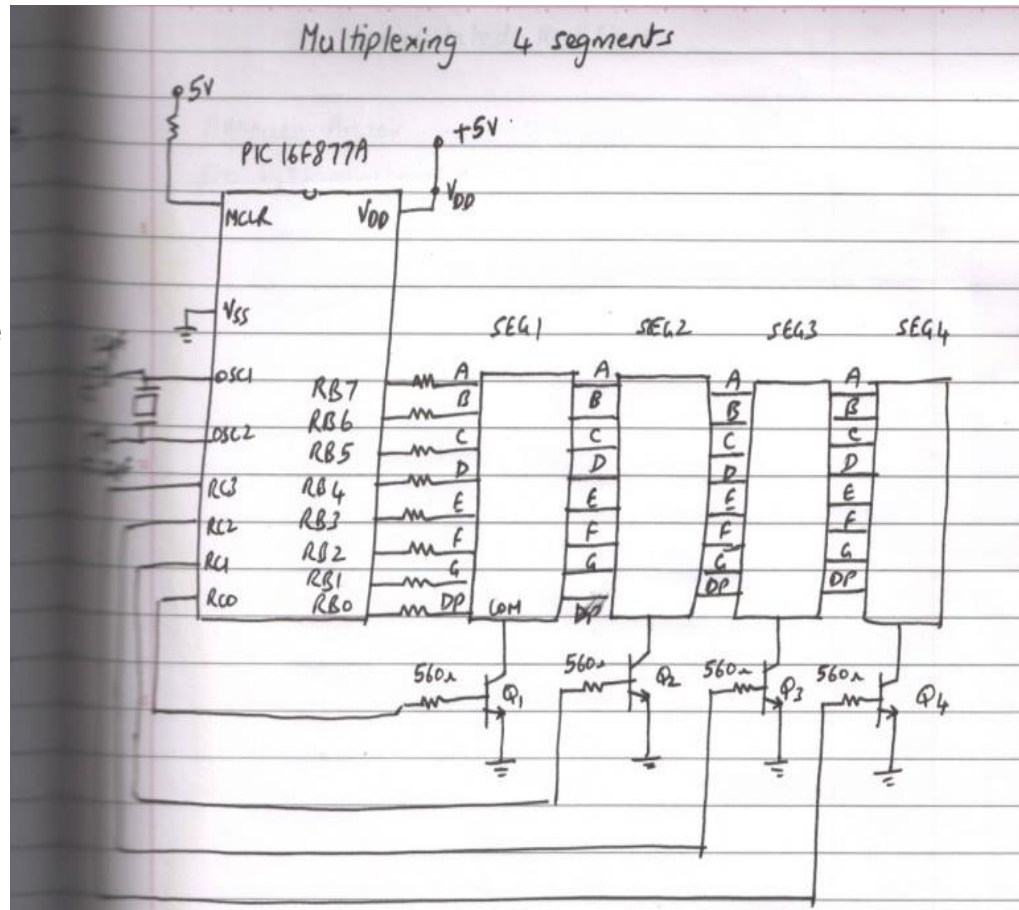 Multiplexing 4 segments
5V
+5V
PIC 16F877A
VDD
MCLR VDD
VSS
SEG1 SEG2 SEG3 SEG4
OSC1
OSC2
RC3
RC2
RC1
RC0
RB7
RB6
RB5
RB4
RB3
RB2
RB1
RB0
A
B
C
D
E
F
G
DP
COM
A
B
C
D
E
F
G
DP
A
B
C
D
E
F
G
DP
A
B
C
D
E
F
G
DP
560Ω Q1
560Ω Q2
560Ω Q3
560Ω Q4